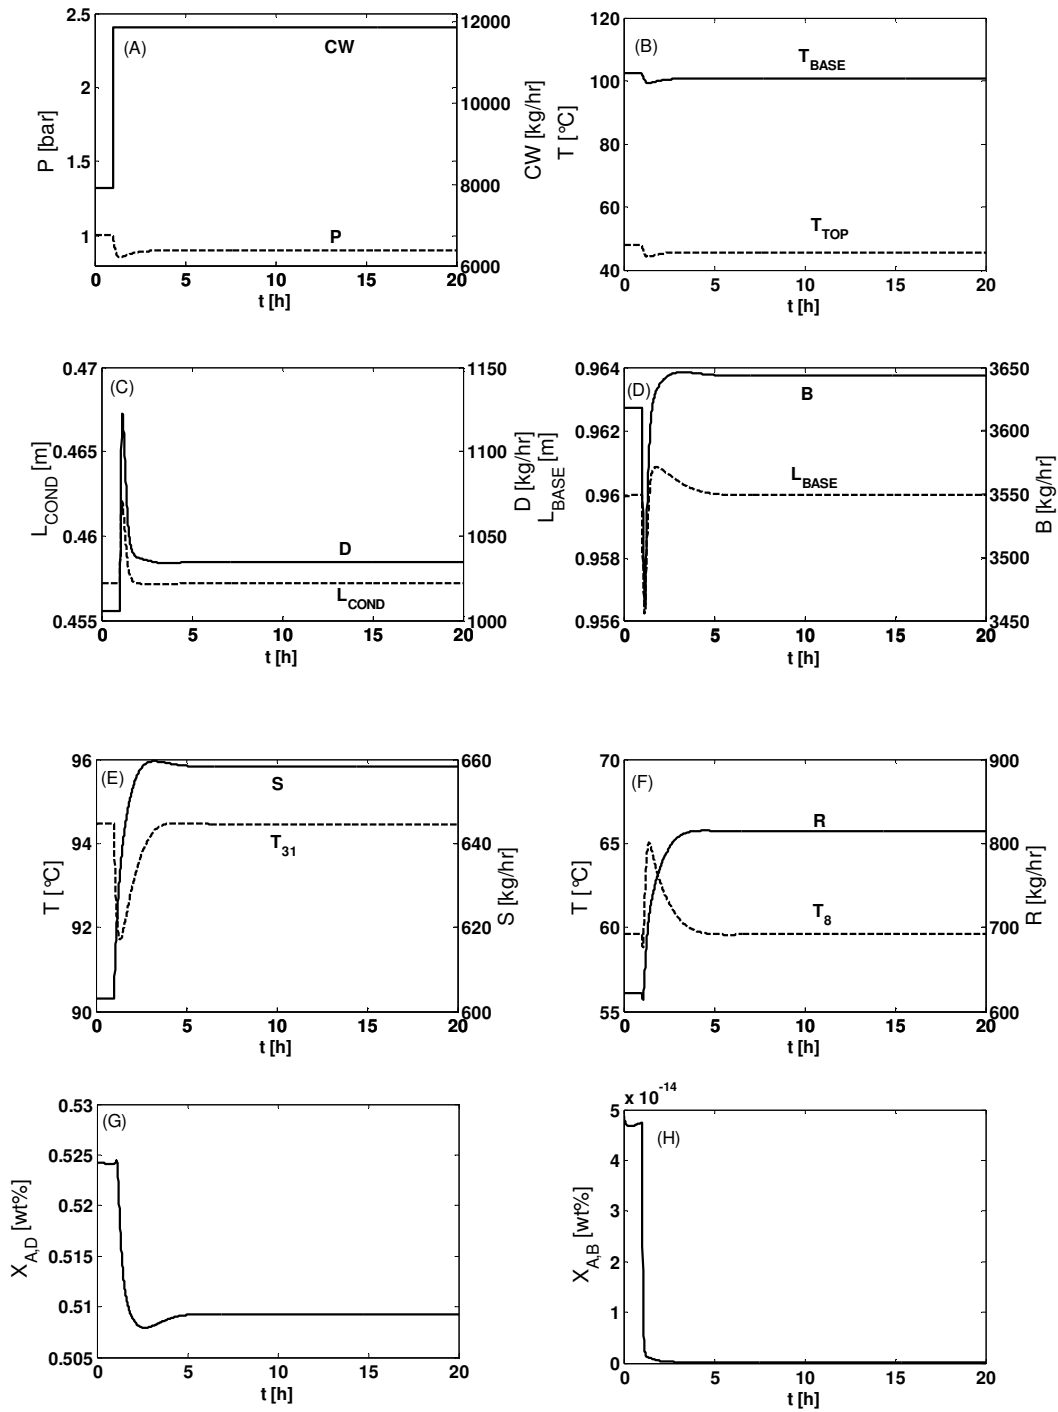 2.5
2
1.5
1
P [bar]
(A)
CW
P
12000
10000
8000
6000
CW [kg/hr]
0 5 10 15 20
t [h]
120
100
80
60
40
T [°C]
(B)
T_BASE
T_TOP
0 5 10 15 20
t [h]
0.47
0.465
0.46
0.455
L_COND [m]
(C)
D
L_COND
1150
1100
1050
1000
D [kg/hr]
0 5 10 15 20
t [h]
0.964
0.962
0.96
0.958
0.956
L_BASE [m]
(D)
B
L_BASE
3650
3600
3550
3500
3450
B [kg/hr]
0 5 10 15 20
t [h]
96
94
92
90
T [°C]
(E)
S
T_31
660
640
620
600
S [kg/hr]
0 5 10 15 20
t [h]
70
65
60
55
T [°C]
(F)
R
T_8
900
800
700
600
R [kg/hr]
0 5 10 15 20
t [h]
0.53
0.525
0.52
0.515
0.51
0.505
X_A,D [wt%]
(G)
0 5 10 15 20
t [h]
x 10^-14
5
4
3
2
1
0
X_A,B [wt%]
(H)
0 5 10 15 20
t [h]